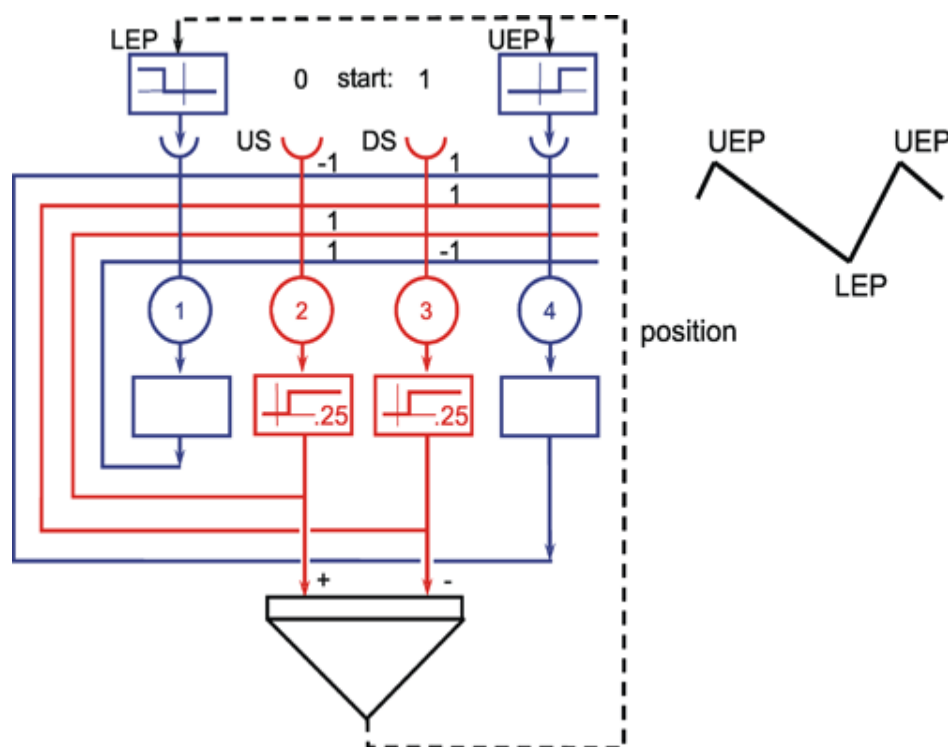 LEP UEP
0 start: 1
US DS
-1 1
1
1
1 -1
UEP UEP
LEP
1 2 3 4
position
.25 .25
+ -